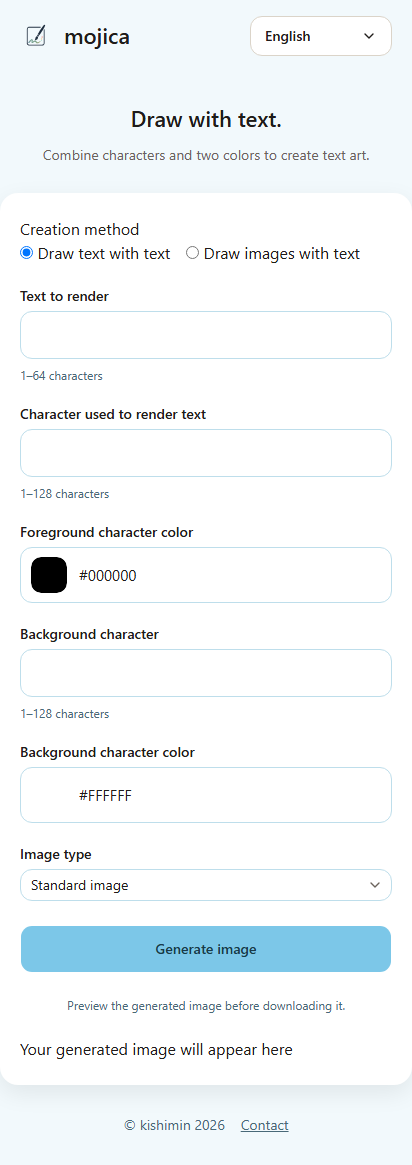 mojica
English
Draw with text.
Combine characters and two colors to create text art.
Creation method
Draw text with text
Draw images with text
Text to render
1–64 characters
Character used to render text
1–128 characters
Foreground character color
#000000
Background character
1–128 characters
Background character color
#FFFFFF
Image type
Standard image
Generate image
Preview the generated image before downloading it.
Your generated image will appear here
© kishimin 2026 Contact